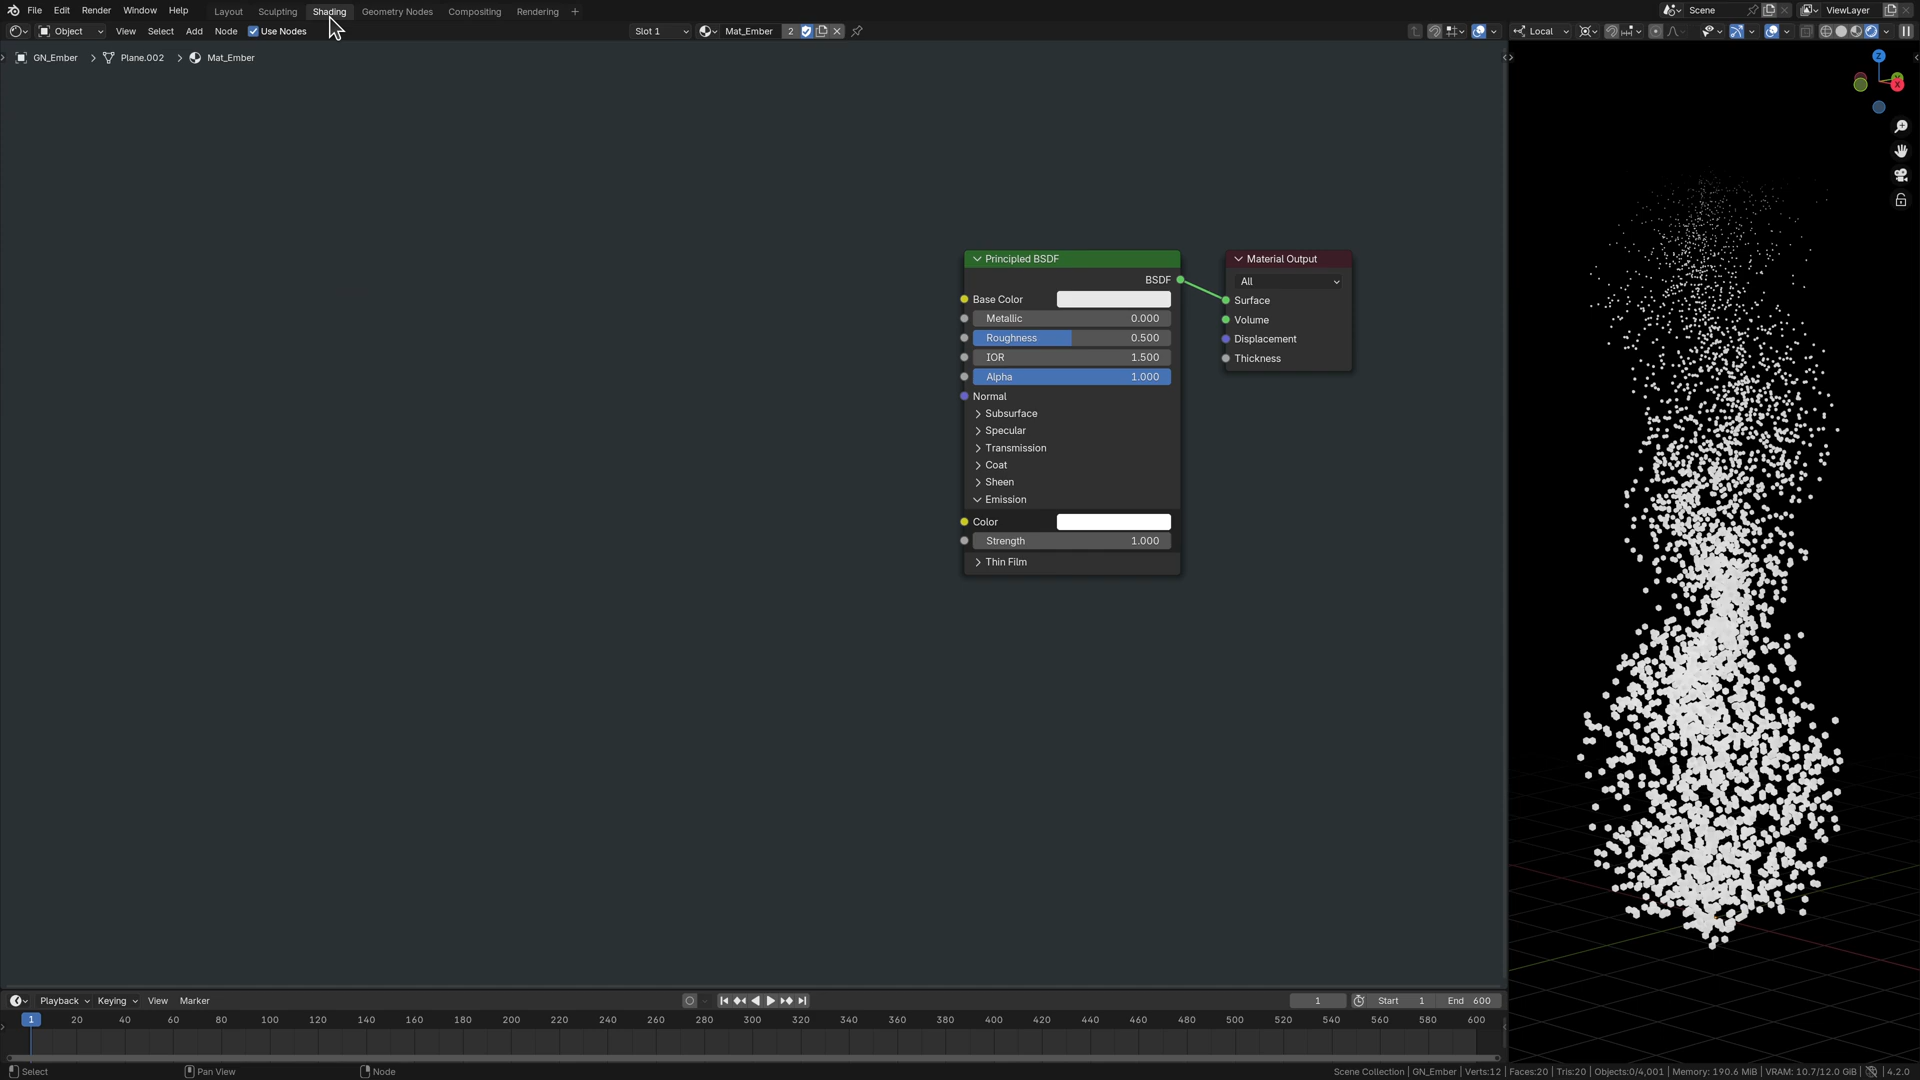 File Edit Render Window Help Layout Sculpting Shading Geometry Nodes Compositing Rendering + Scene ViewLayer
Object View Select Add Node Use Nodes Slot 1 Mat_Ember 2 Local
GN_Ember > Plane.002 > Mat_Ember
Z
X
Principled BSDF
BSDF
Base Color
Metallic 0.000
Roughness 0.500
IOR 1.500
Alpha 1.000
Normal
Subsurface
Specular
Transmission
Coat
Sheen
Emission
Color
Strength 1.000
Thin Film
Material Output
All
Surface
Volume
Displacement
Thickness
Playback Keying View Marker 1 Start 1 End 600
1 20 40 60 80 100 120 140 160 180 200 220 240 260 280 300 320 340 360 380 400 420 440 460 480 500 520 540 560 580 600
Select Pan View Node Scene Collection | GN_Ember | Verts:12 | Faces:20 | Tris:20 | Objects:0/4,001 | Memory: 190.6 MiB | VRAM: 10.7/12.0 GiB | 4.2.0